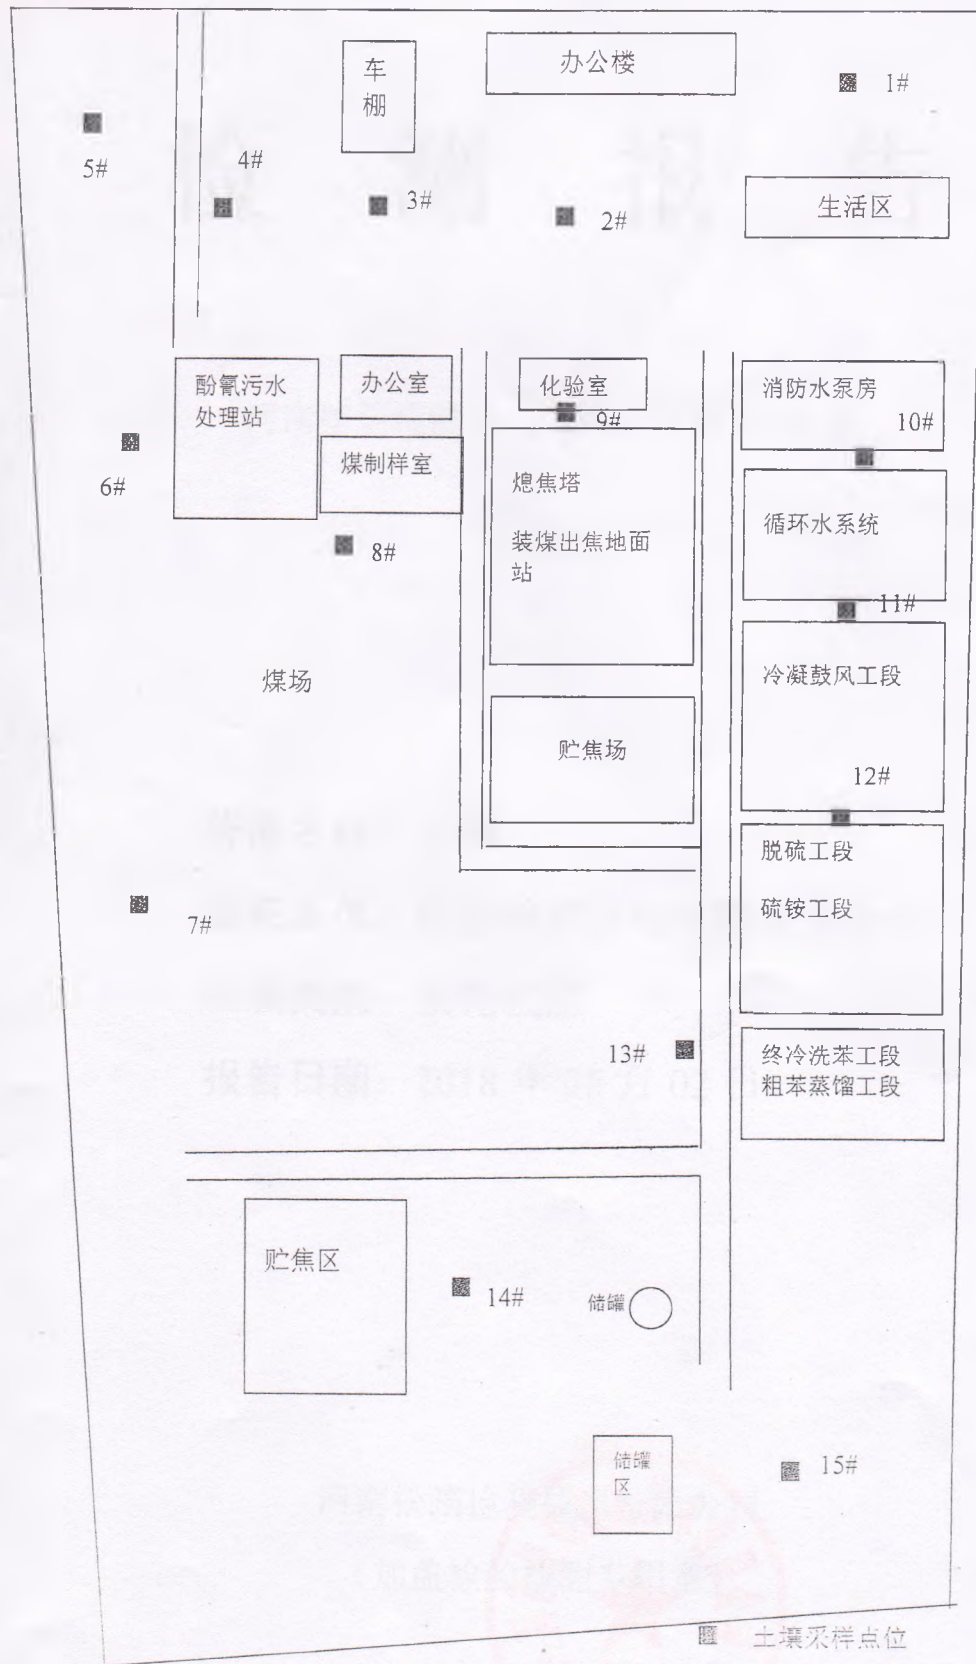 车
棚
办公楼
1#
5#
4#
3#
2#
生活区
酚氰污水
处理站
办公室
化验室
消防水泵房
9#
10#
煤制样室
6#
熄焦塔
8#
装煤出焦地面
站
循环水系统
11#
煤场
冷凝鼓风工段
贮焦场
12#
脱硫工段
硫铵工段
7#
13#
终冷洗苯工段
粗苯蒸馏工段
贮焦区
14#
储罐
储罐
区
15#
土壤采样点位